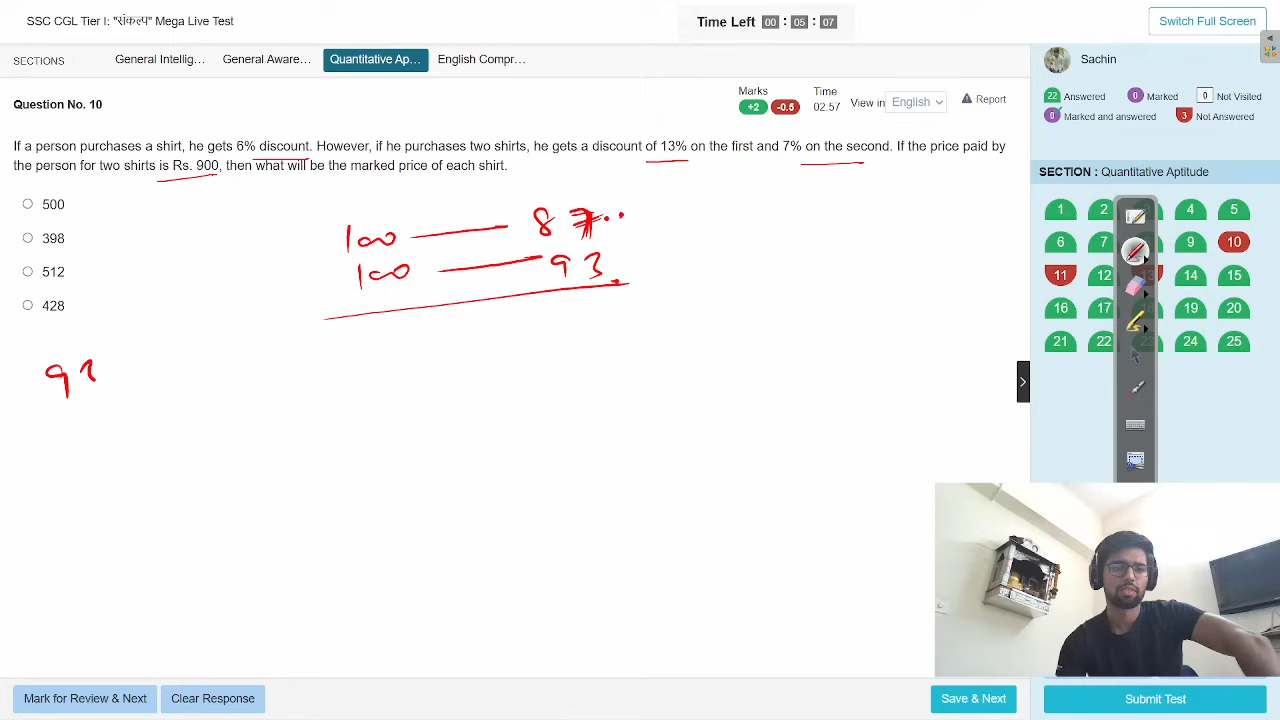 SSC CGL Tier I: "संकल्प" Mega Live Test
Time Left 00 : 05 : 07
Switch Full Screen
SECTIONS
General Intellig...
General Aware...
Quantitative Ap...
English Compr...
Sachin
Question No. 10
Marks
+2 -0.5
Time
02:57
View in English
Report
22 Answered
0 Marked
0 Not Visited
0 Marked and answered
3 Not Answered
If a person purchases a shirt, he gets 6% discount. However, if he purchases two shirts, he gets a discount of 13% on the first and 7% on the second. If the price paid by
the person for two shirts is Rs. 900, then what will be the marked price of each shirt.
500
398
512
428
100 —— 87
100 —— 93
93
SECTION : Quantitative Aptitude
1 2 4 5
6 7 9 10
11 12 13 14 15
16 17 18 19 20
21 22 23 24 25
Mark for Review & Next
Clear Response
Save & Next
Submit Test